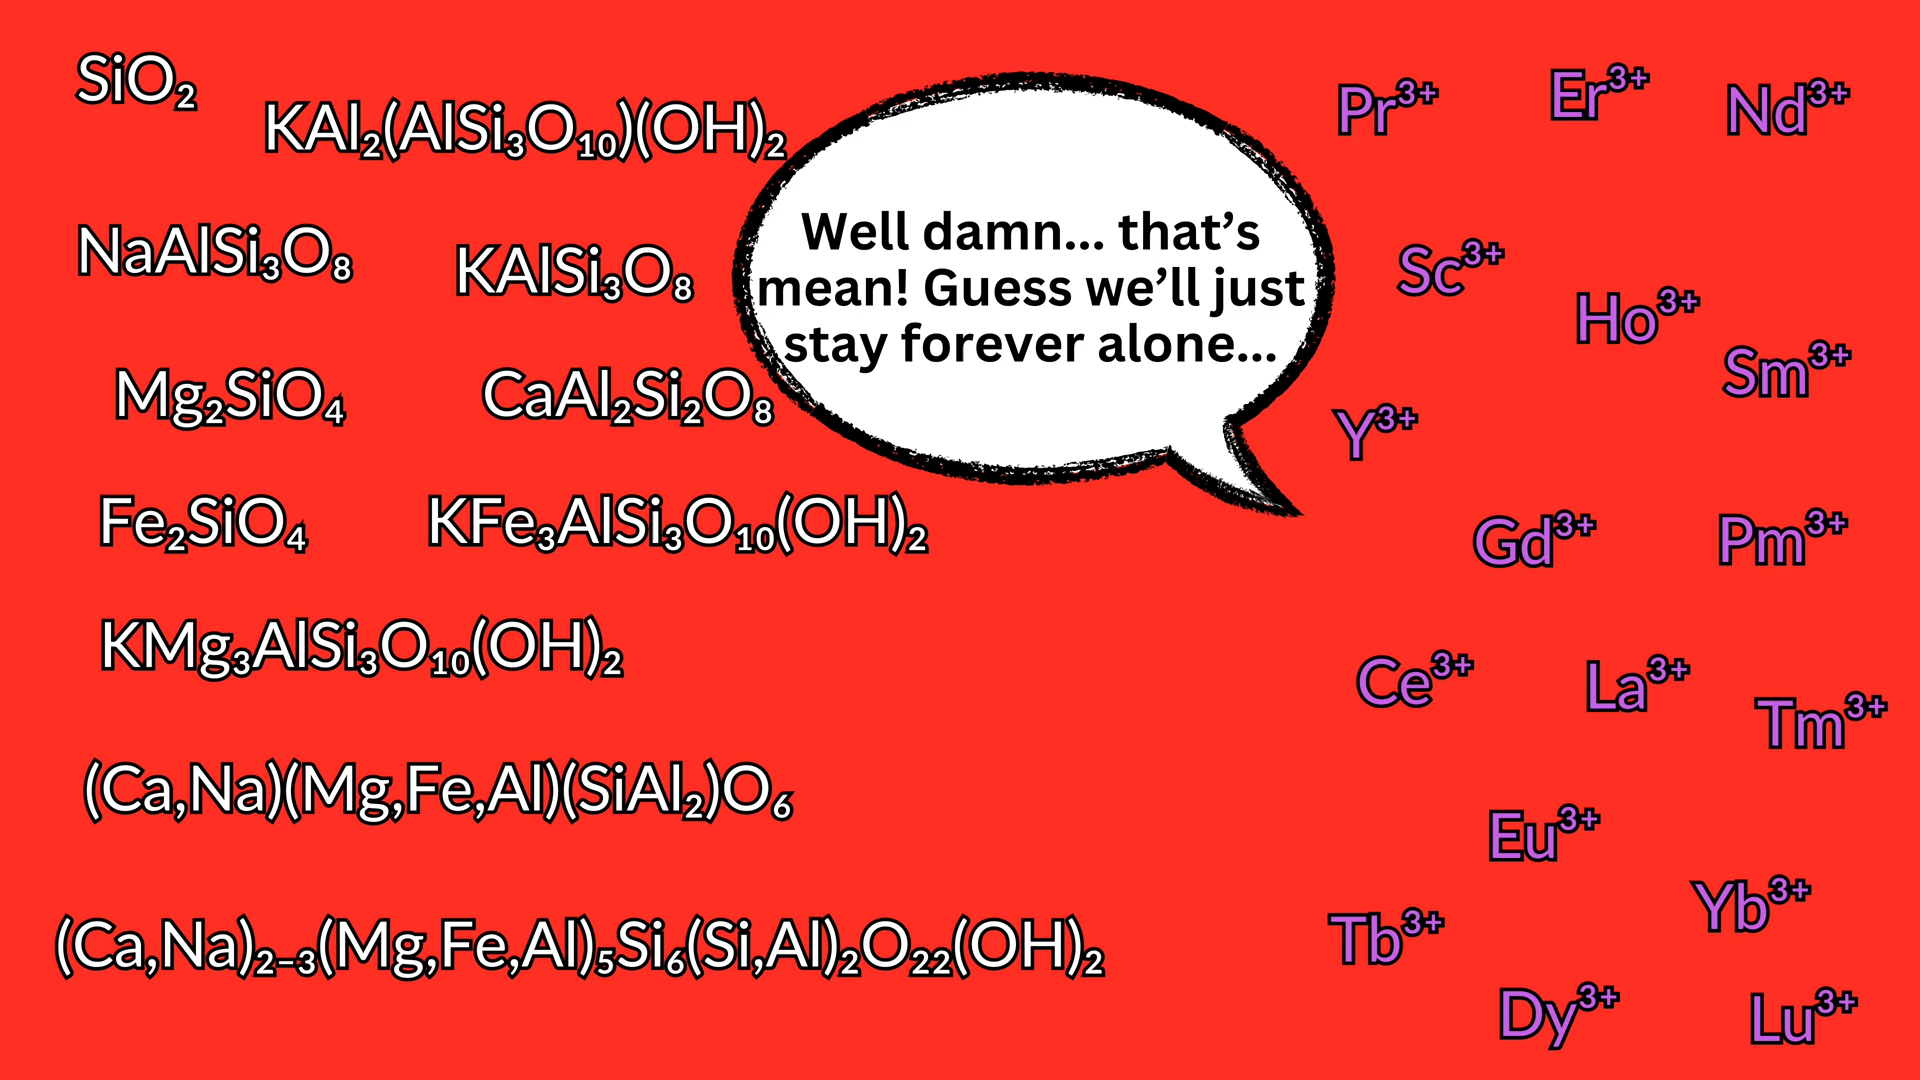 SiO₂
KAl₂(AlSi₃O₁₀)(OH)₂
NaAlSi₃O₈
KAlSi₃O₈
Mg₂SiO₄
CaAl₂Si₂O₈
Fe₂SiO₄
KFe₃AlSi₃O₁₀(OH)₂
KMg₃AlSi₃O₁₀(OH)₂
(Ca,Na)(Mg,Fe,Al)(SiAl₂)O₆
(Ca,Na)₂₋₃(Mg,Fe,Al)₅Si₆(Si,Al)₂O₂₂(OH)₂
Well damn... that’s
mean! Guess we’ll just
stay forever alone...
Pr³⁺
Er³⁺
Nd³⁺
Sc³⁺
Ho³⁺
Sm³⁺
Y³⁺
Gd³⁺
Pm³⁺
Ce³⁺
La³⁺
Tm³⁺
Eu³⁺
Yb³⁺
Tb³⁺
Dy³⁺
Lu³⁺